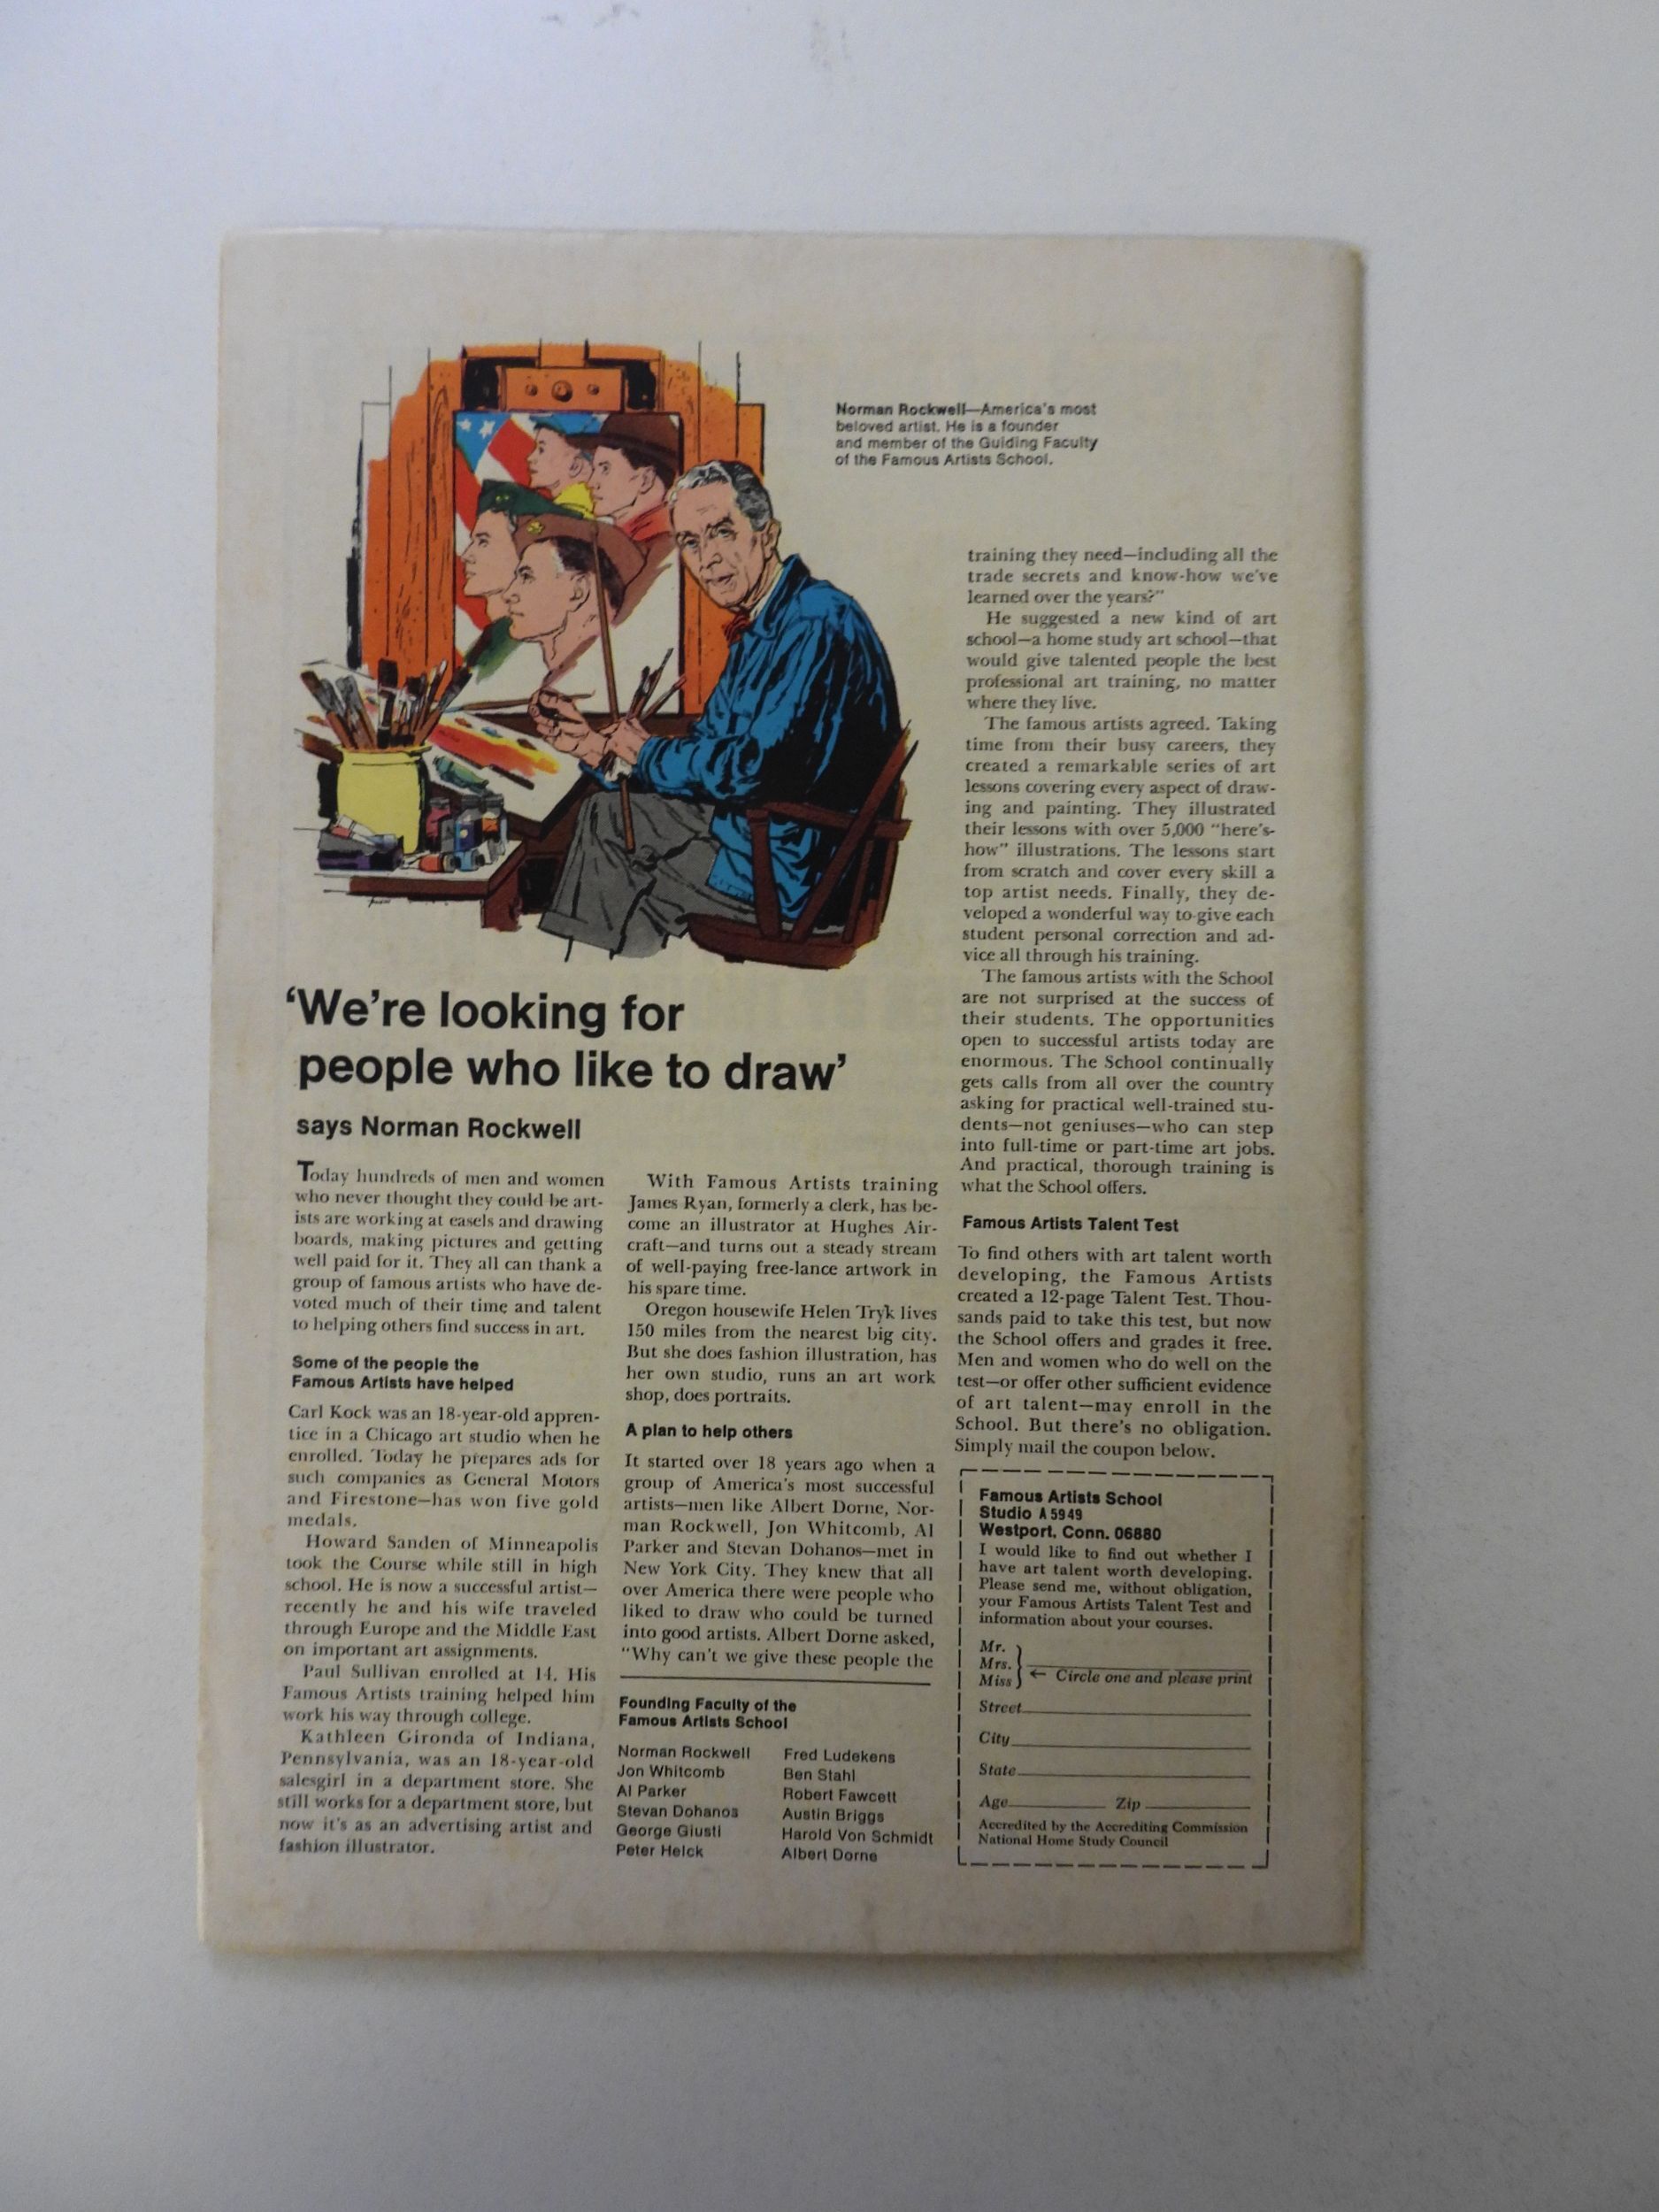 Norman Rockwell—America's most
beloved artist. He is a founder
and member of the Guiding Faculty
of the Famous Artists School.
'We're looking for
people who like to draw'
says Norman Rockwell
Today hundreds of men and women
who never thought they could be art-
ists are working at easels and drawing
boards, making pictures and getting
well paid for it. They all can thank a
group of famous artists who have de-
voted much of their time and talent
to helping others find success in art.
Some of the people the
Famous Artists have helped
Carl Kock was an 18-year-old appren-
tice in a Chicago art studio when he
enrolled. Today he prepares ads for
such companies as General Motors
and Firestone—has won five gold
medals.
Howard Sanden of Minneapolis
took the Course while still in high
school. He is now a successful artist—
recently he and his wife traveled
through Europe and the Middle East
on important art assignments.
Paul Sullivan enrolled at 14. His
Famous Artists training helped him
work his way through college.
Kathleen Gironda of Indiana,
Pennsylvania, was an 18-year-old
salesgirl in a department store. She
still works for a department store, but
now it's as an advertising artist and
fashion illustrator.
With Famous Artists training
James Ryan, formerly a clerk, has be-
come an illustrator at Hughes Air-
craft—and turns out a steady stream
of well-paying free-lance artwork in
his spare time.
Oregon housewife Helen Tryk lives
150 miles from the nearest big city.
But she does fashion illustration, has
her own studio, runs an art work
shop, does portraits.
A plan to help others
It started over 18 years ago when a
group of America's most successful
artists—men like Albert Dorne, Nor-
man Rockwell, Jon Whitcomb, Al
Parker and Stevan Dohanos—met in
New York City. They knew that all
over America there were people who
liked to draw who could be turned
into good artists. Albert Dorne asked,
"Why can't we give these people the
Founding Faculty of the
Famous Artists School
Norman Rockwell
Jon Whitcomb
Al Parker
Stevan Dohanos
George Giusti
Peter Helck
Fred Ludekens
Ben Stahl
Robert Fawcett
Austin Briggs
Harold Von Schmidt
Albert Dorne
training they need—including all the
trade secrets and know-how we've
learned over the years?"
He suggested a new kind of art
school—a home study art school—that
would give talented people the best
professional art training, no matter
where they live.
The famous artists agreed. Taking
time from their busy careers, they
created a remarkable series of art
lessons covering every aspect of draw-
ing and painting. They illustrated
their lessons with over 5,000 "here's-
how" illustrations. The lessons start
from scratch and cover every skill a
top artist needs. Finally, they de-
veloped a wonderful way to give each
student personal correction and ad-
vice all through his training.
The famous artists with the School
are not surprised at the success of
their students. The opportunities
open to successful artists today are
enormous. The School continually
gets calls from all over the country
asking for practical well-trained stu-
dents—not geniuses—who can step
into full-time or part-time art jobs.
And practical, thorough training is
what the School offers.
Famous Artists Talent Test
To find others with art talent worth
developing, the Famous Artists
created a 12-page Talent Test. Thou-
sands paid to take this test, but now
the School offers and grades it free.
Men and women who do well on the
test—or offer other sufficient evidence
of art talent—may enroll in the
School. But there's no obligation.
Simply mail the coupon below.
Famous Artists School
Studio A 5949
Westport, Conn. 06880
I would like to find out whether I
have art talent worth developing.
Please send me, without obligation,
your Famous Artists Talent Test and
information about your courses.
Mr.
Mrs.
Miss ← Circle one and please print
Street
City
State
Age Zip
Accredited by the Accrediting Commission
National Home Study Council